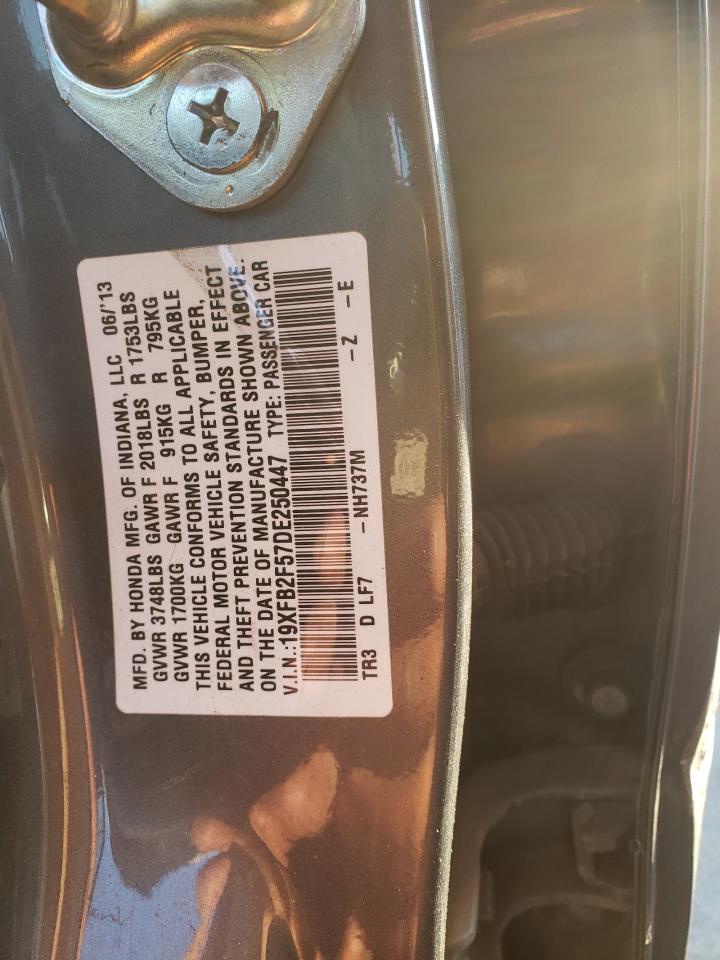 MFD. BY HONDA MFG. OF INDIANA, LLC 06/'13
GVWR 3748LBS GAWR F 2018LBS R 1753LBS
GVWR 1700KG GAWR F 915KG R 795KG
THIS VEHICLE CONFORMS TO ALL APPLICABLE
FEDERAL MOTOR VEHICLE SAFETY, BUMPER,
AND THEFT PREVENTION STANDARDS IN EFFECT
ON THE DATE OF MANUFACTURE SHOWN ABOVE.
V.I.N.:19XFB2F57DE250447 TYPE: PASSENGER CAR
TR3 D LF7 -NH737M -Z -E